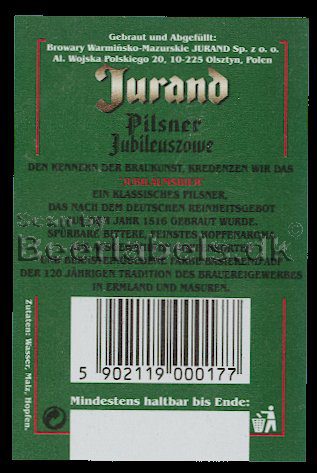 Gebraut und Abgefüllt:
Browary Warmińsko-Mazurskie JURAND Sp. z o. o.
Al. Wojska Polskiego 20, 10-225 Olsztyn, Polen
Jurand
Pilsner
Jubileuszowe
DEN KENNERN DER BRAUKUNST, KREDENZEN WIR DAS
"JUBILÄUMSBIER"
EIN KLASSISCHES PILSNER,
DAS NACH DEM DEUTSCHEN REINHEITSGEBOT
AUS DEM JAHR 1516 GEBRAUT WURDE.
SPÜRBARE BITTERE, FEINSTES HOPFENAROMA
DER 120 JÄHRIGEN TRADITION DES BRAUEREIGEWERBES
IN ERMLAND UND MASUREN.
BeerLabel.dk
Zutaten: Wasser, Malz, Hopfen.
5 902119 000177
Mindestens haltbar bis Ende: